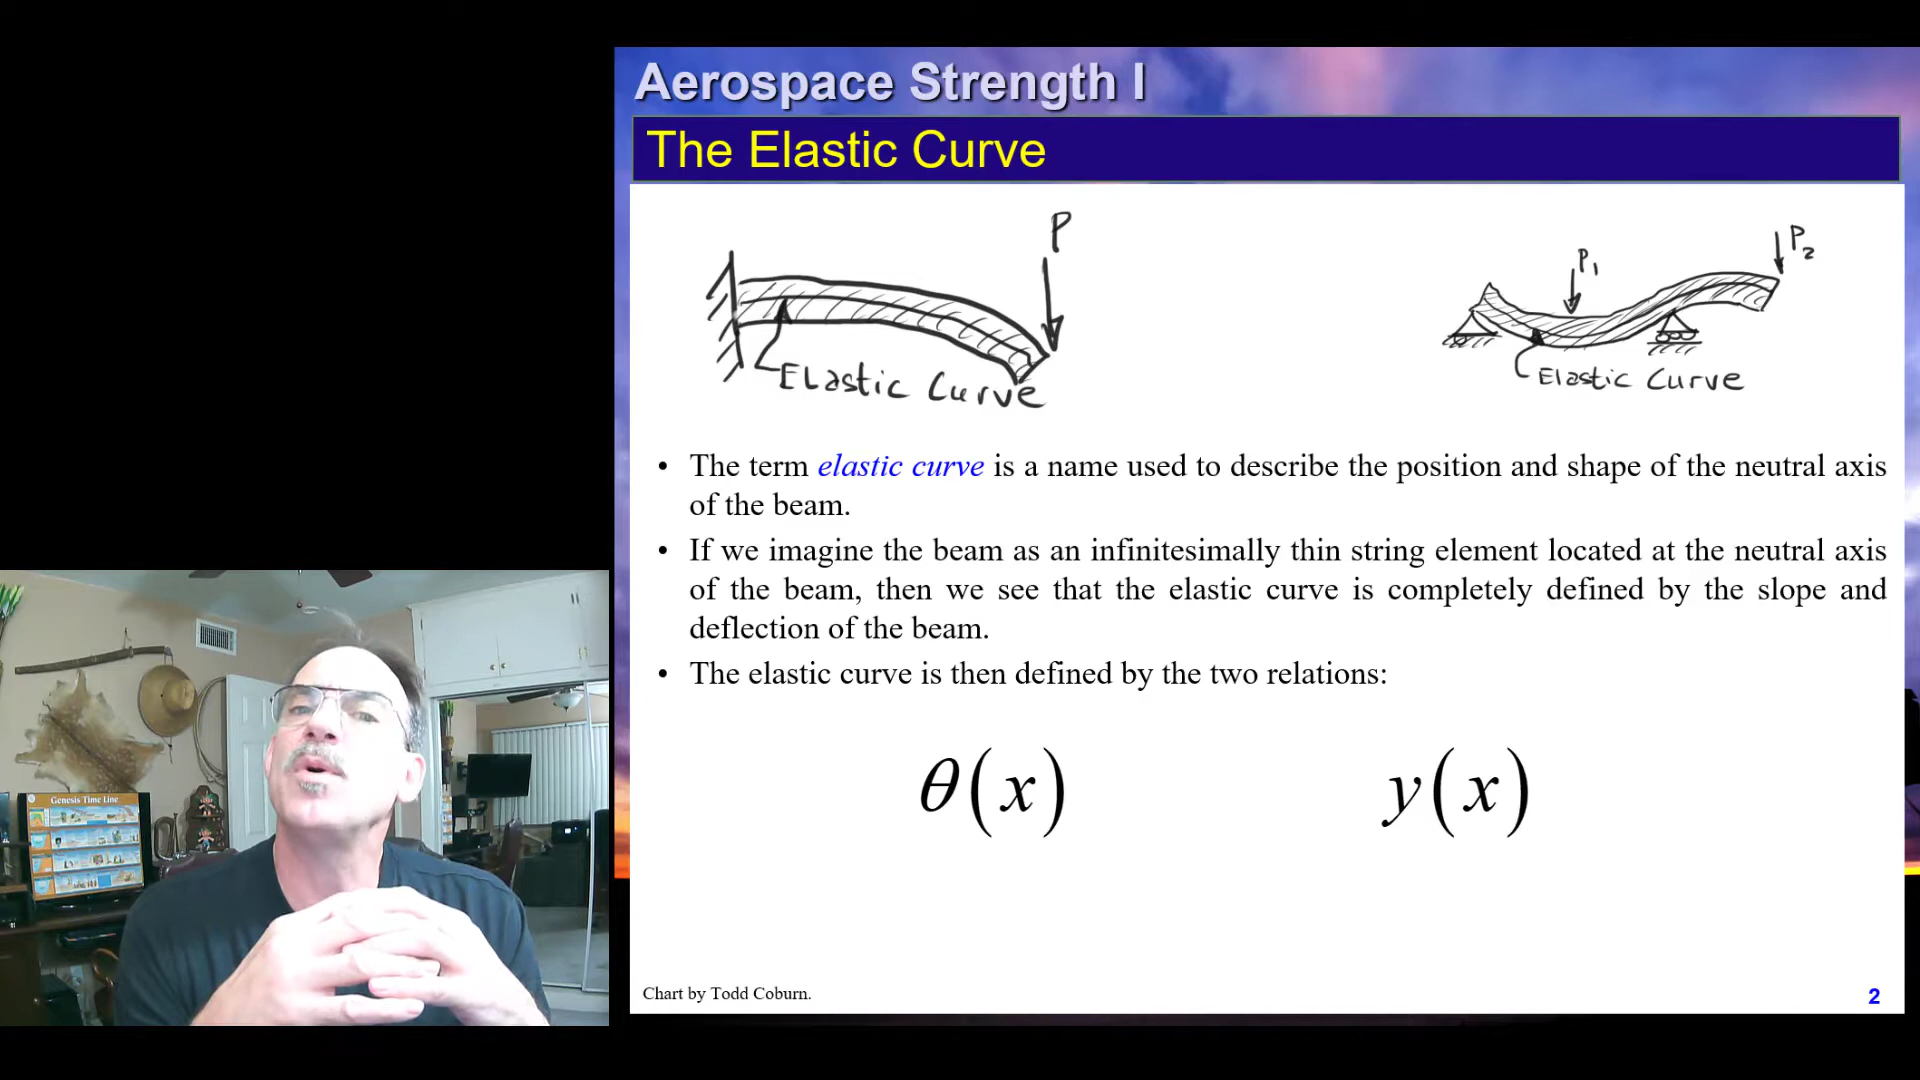 Aerospace Strength I
The Elastic Curve
P
Elastic Curve
P1
P2
Elastic Curve
• The term elastic curve is a name used to describe the position and shape of the neutral axis
of the beam.
• If we imagine the beam as an infinitesimally thin string element located at the neutral axis
of the beam, then we see that the elastic curve is completely defined by the slope and
deflection of the beam.
• The elastic curve is then defined by the two relations:
θ(x) y(x)
Genesis Time Line
Chart by Todd Coburn.
2